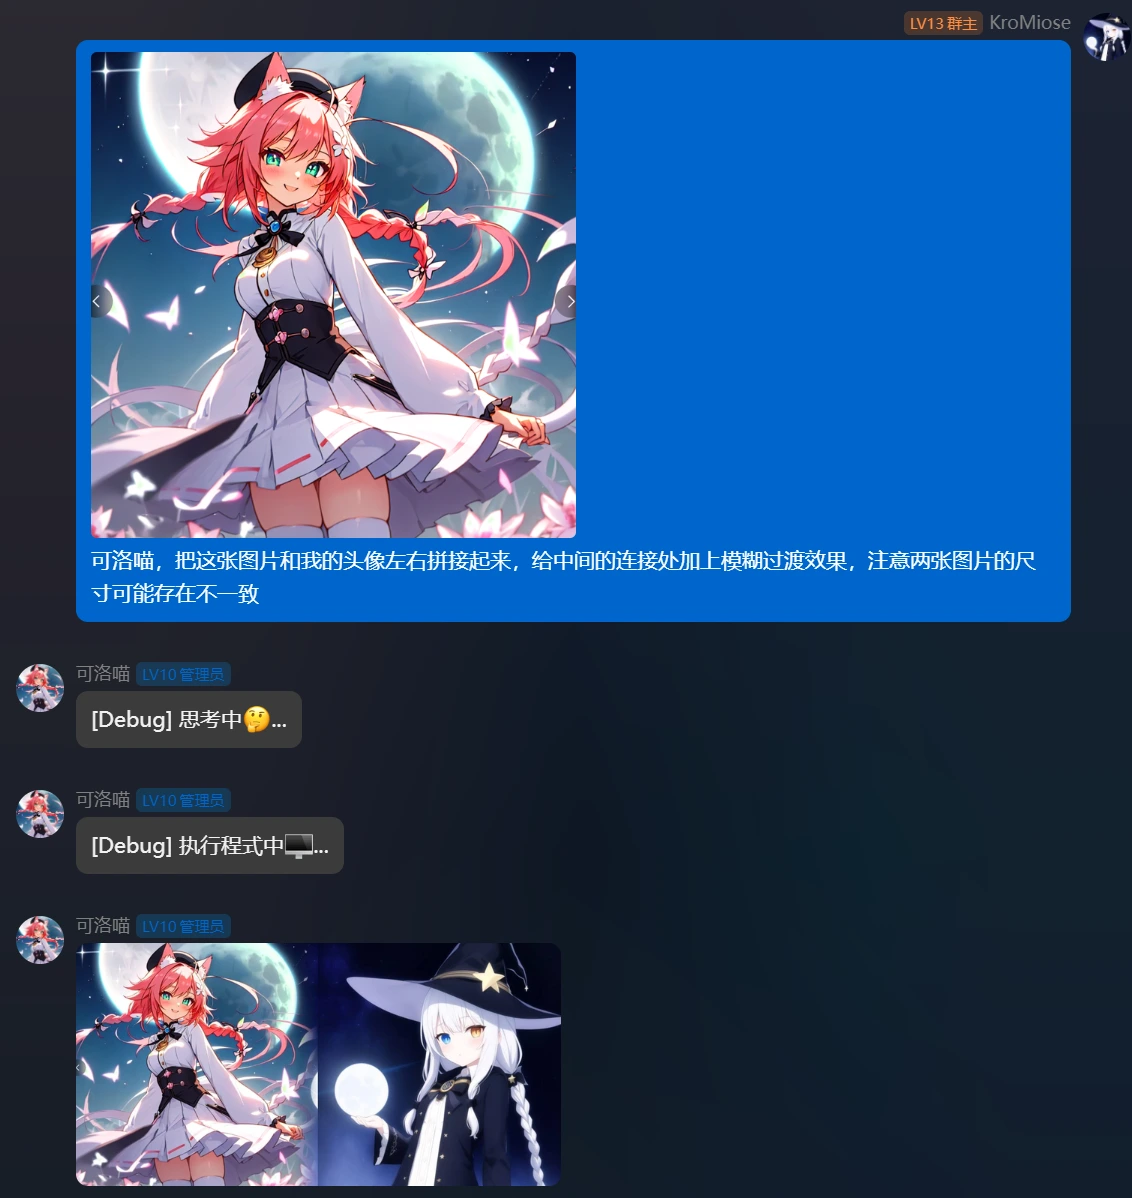 LV13 群主 KroMiose
可洛喵，把这张图片和我的头像左右拼接起来，给中间的连接处加上模糊过渡效果，注意两张图片的尺
寸可能存在不一致
可洛喵 LV10 管理员
[Debug] 思考中🤔...
可洛喵 LV10 管理员
[Debug] 执行程式中🖥️...
可洛喵 LV10 管理员